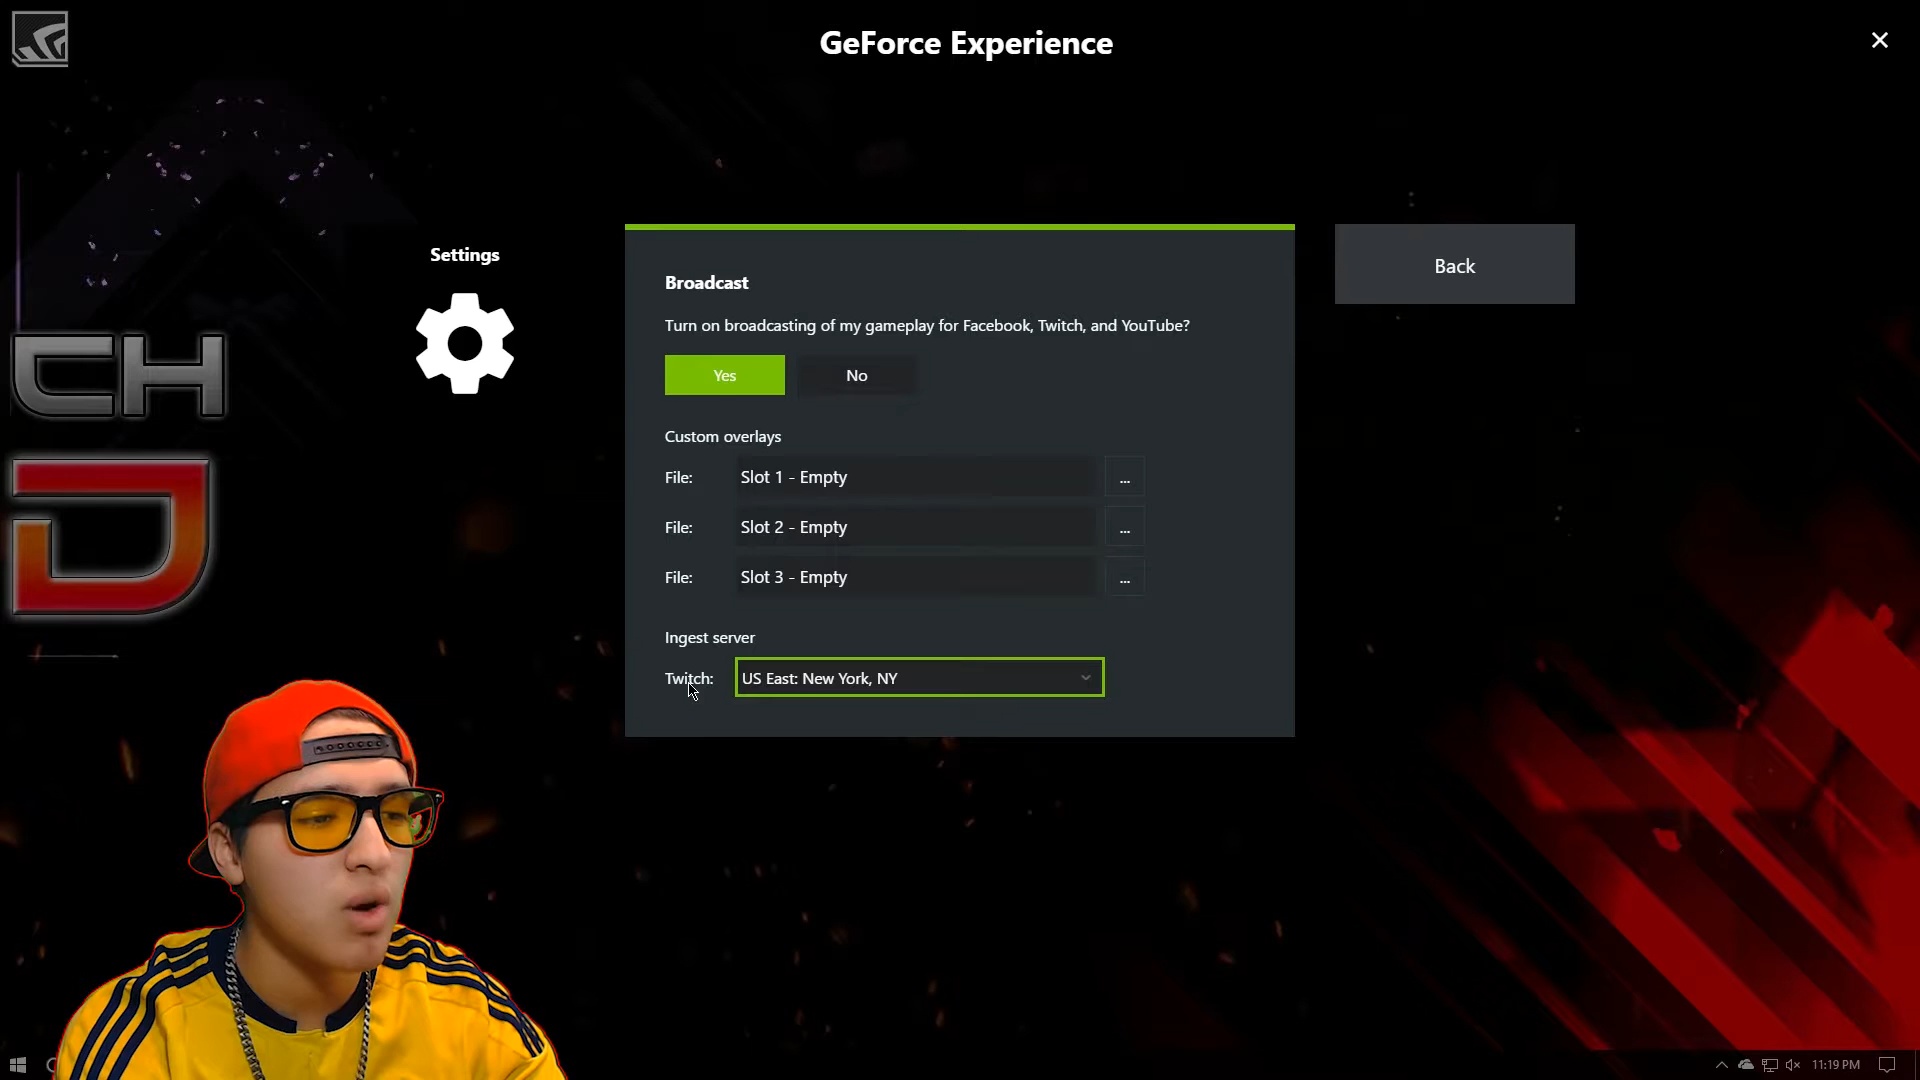 GeForce Experience
Settings
Broadcast
Turn on broadcasting of my gameplay for Facebook, Twitch, and YouTube?
Yes
No
Custom overlays
File:
Slot 1 - Empty
...
File:
Slot 2 - Empty
...
File:
Slot 3 - Empty
...
Ingest server
Twitch:
US East: New York, NY
Back
CH
D
11:19 PM